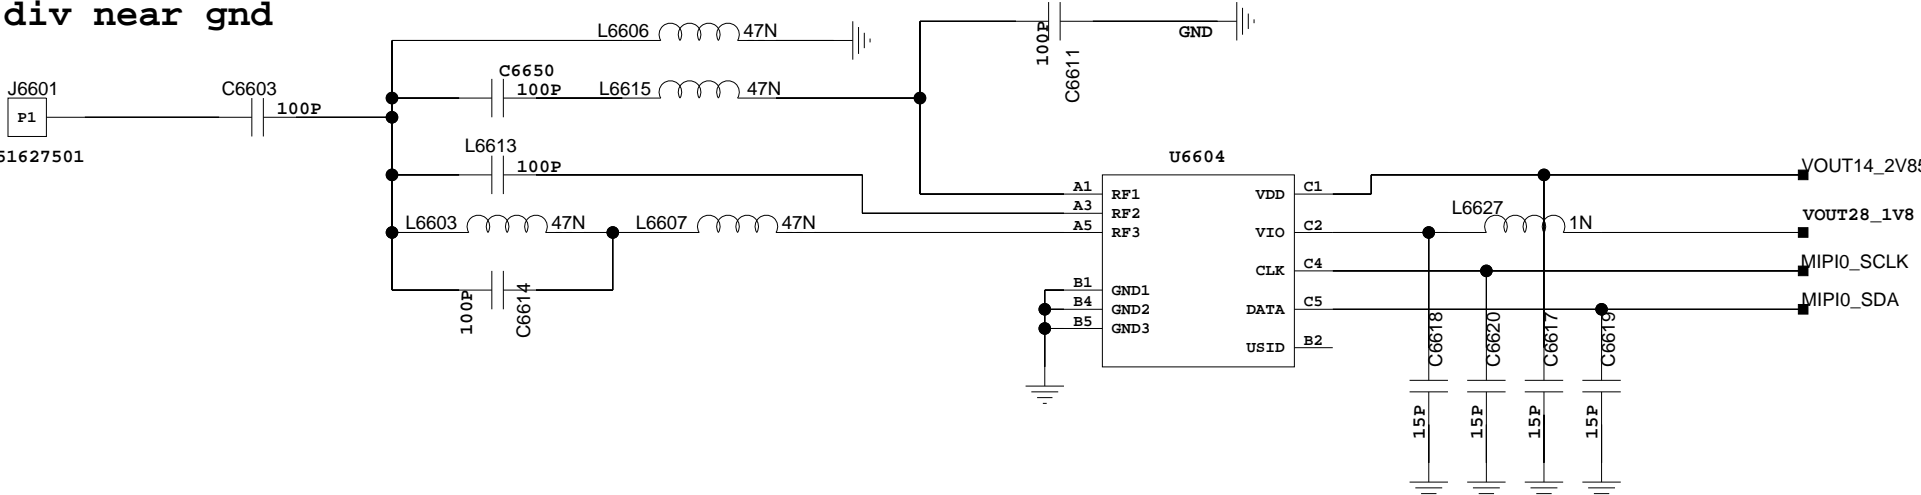 div near gnd
L6606 47N
100P
C6611
GND
J6601
P1
51627501
C6603
100P
C6650
100P
L6615 47N
L6613
100P
L6603 47N
L6607 47N
100P
C6614
U6604
A1 RF1
A3 RF2
A5 RF3
B1 GND1
B4 GND2
B5 GND3
VDD C1
VIO C2
CLK C4
DATA C5
USID B2
L6627 1N
VOUT14_2V85
VOUT28_1V8
MIPI0_SCLK
MIPI0_SDA
C6618
C6620
C6617
C6619
15P
15P
15P
15P